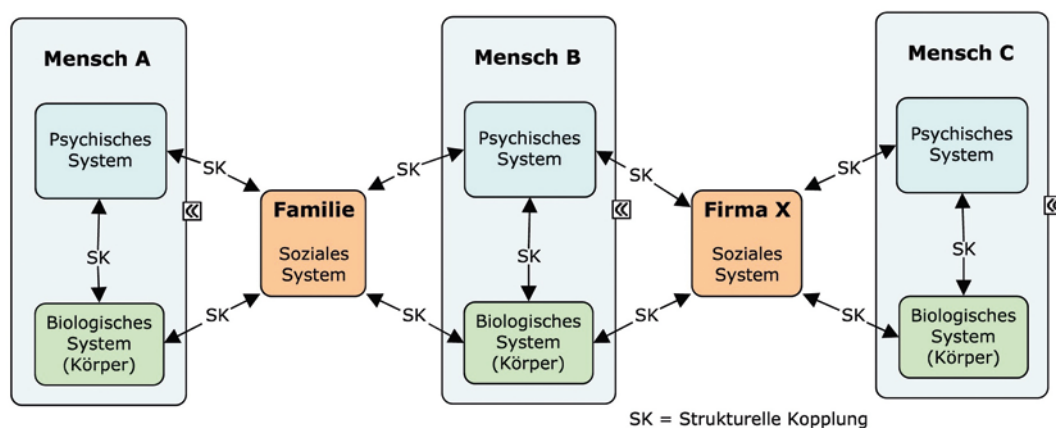 Mensch A
Psychisches
System
SK
Biologisches
System
(Körper)
SK
SK
Familie
Soziales
System
SK
SK
Mensch B
Psychisches
System
SK
Biologisches
System
(Körper)
SK
SK
Firma X
Soziales
System
SK
SK
Mensch C
Psychisches
System
SK
Biologisches
System
(Körper)
SK = Strukturelle Kopplung